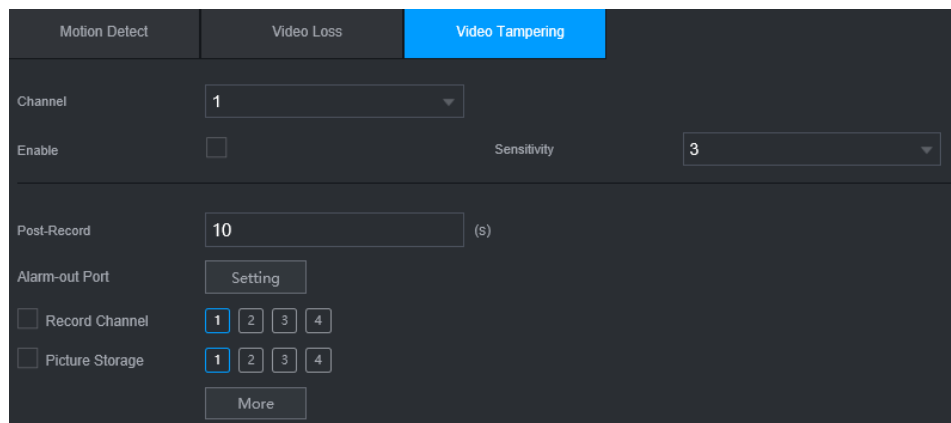 Motion Detect Video Loss Video Tampering
Channel 1
Enable Sensitivity 3
Post-Record 10 (s)
Alarm-out Port Setting
Record Channel 1 2 3 4
Picture Storage 1 2 3 4
More